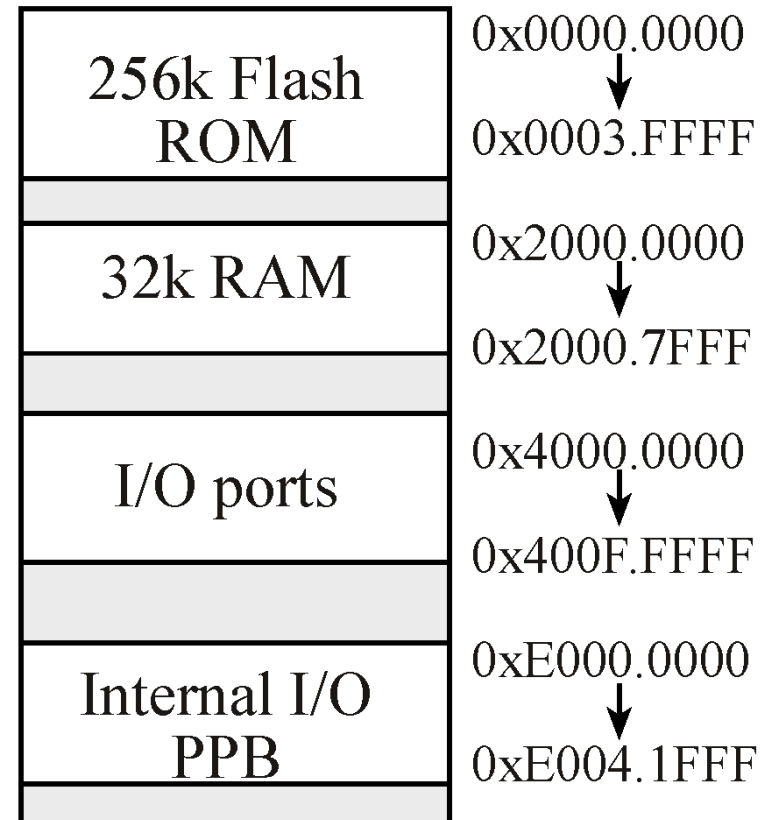 256k Flash
ROM
0x0000.0000
0x0003.FFFF
32k RAM
0x2000.0000
0x2000.7FFF
I/O ports
0x4000.0000
0x400F.FFFF
Internal I/O
PPB
0xE000.0000
0xE004.1FFF